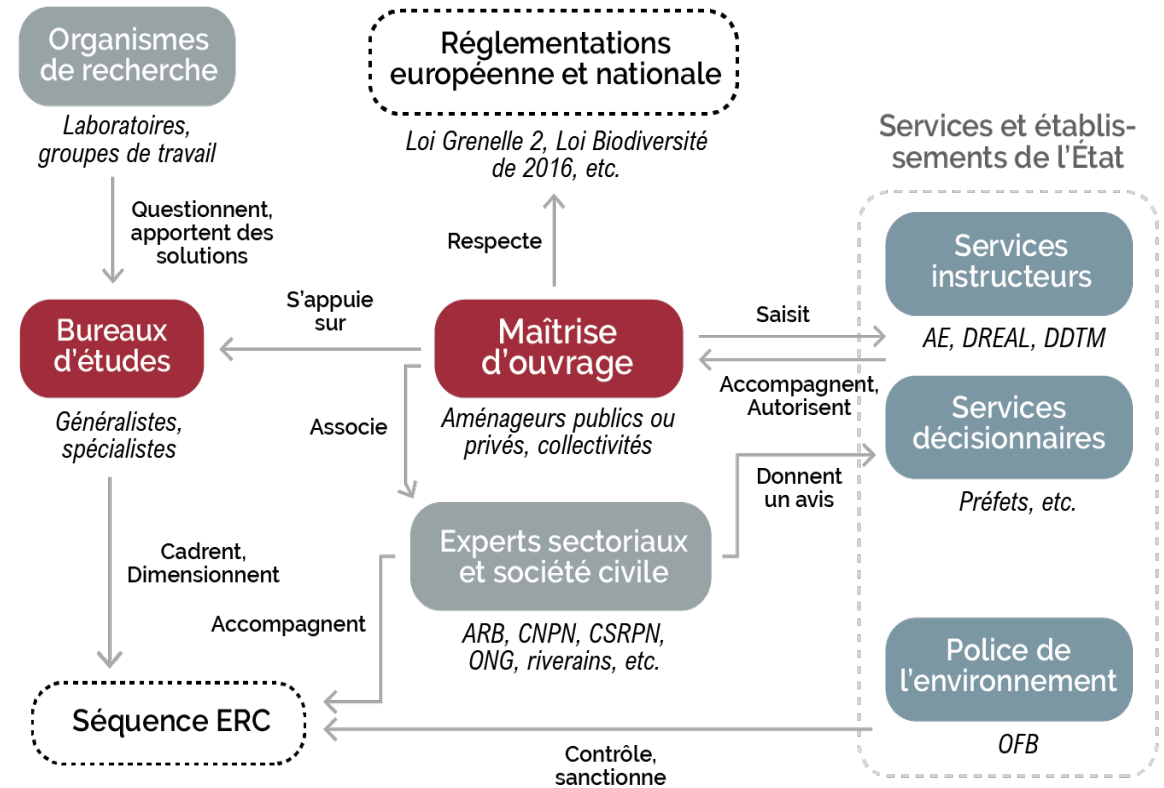 Organismes
de recherche
Laboratoires,
groupes de travail
Réglementations
européenne et nationale
Loi Grenelle 2, Loi Biodiversité
de 2016, etc.
Services et établis-
sements de l'État
Questionnent,
apportent des
solutions
Respecte
Services
instructeurs
AE, DREAL, DDTM
Bureaux
d'études
Généralistes,
spécialistes
S'appuie
sur
Maîtrise
d'ouvrage
Aménageurs publics ou
privés, collectivités
Saisit
Accompagnent,
Autorisent
Services
décisionnaires
Préfets, etc.
Associe
Donnent
un avis
Cadrent,
Dimensionnent
Experts sectoriaux
et société civile
ARB, CNPN, CSRPN,
ONG, riverains, etc.
Accompagnent
Police de
l'environnement
OFB
Séquence ERC
Contrôle,
sanctionne